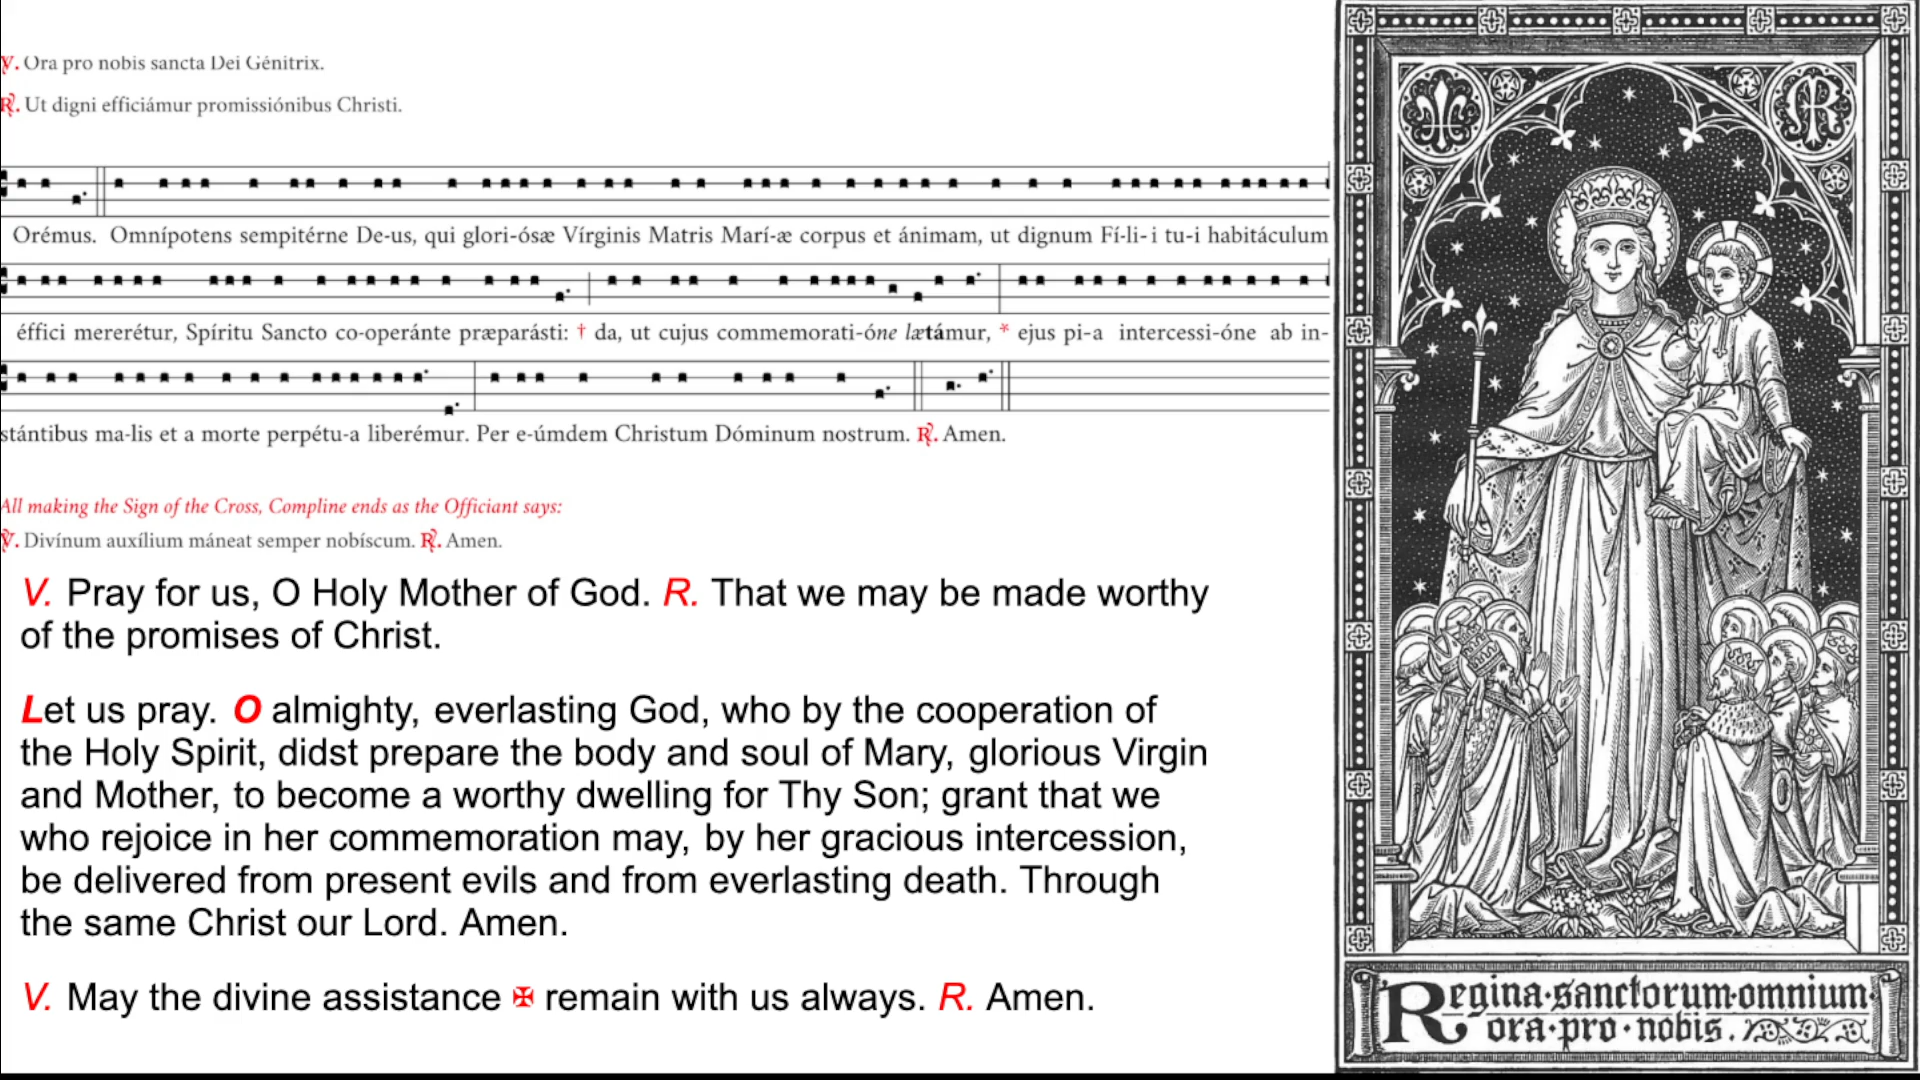 ℣. Ora pro nobis sancta Dei Génitrix.
℟. Ut digni efficiámur promissiónibus Christi.
Orémus. Omnípotens sempitérne De-us, qui glori-ósæ Vírginis Matris Marí-æ corpus et ánimam, ut dignum Fí-li-i tu-i habitáculum
éffici mererétur, Spíritu Sancto co-operánte præparásti: † da, ut cujus commemorati-óne lætámur, * ejus pi-a intercessi-óne ab in-
stántibus ma-lis et a morte perpétu-a liberémur. Per e-úmdem Christum Dóminum nostrum. ℟. Amen.
All making the Sign of the Cross, Compline ends as the Officiant says:
℣. Divínum auxílium máneat semper nobíscum. ℟. Amen.
V. Pray for us, O Holy Mother of God. R. That we may be made worthy
of the promises of Christ.
Let us pray. O almighty, everlasting God, who by the cooperation of
the Holy Spirit, didst prepare the body and soul of Mary, glorious Virgin
and Mother, to become a worthy dwelling for Thy Son; grant that we
who rejoice in her commemoration may, by her gracious intercession,
be delivered from present evils and from everlasting death. Through
the same Christ our Lord. Amen.
V. May the divine assistance ✠ remain with us always. R. Amen.
Regina·sanctorum·omnium·
ora·pro·nobis.